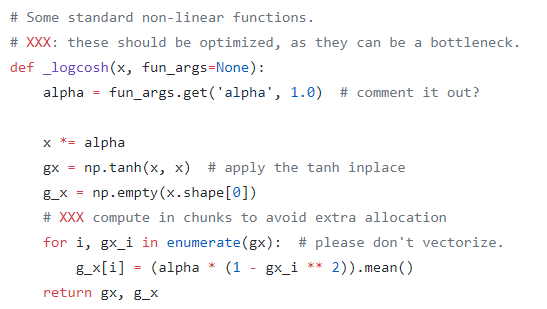 # Some standard non-linear functions.
# XXX: these should be optimized, as they can be a bottleneck.
def _logcosh(x, fun_args=None):
    alpha = fun_args.get('alpha', 1.0)  # comment it out?

    x *= alpha
    gx = np.tanh(x, x)  # apply the tanh inplace
    g_x = np.empty(x.shape[0])
    # XXX compute in chunks to avoid extra allocation
    for i, gx_i in enumerate(gx):  # please don't vectorize.
        g_x[i] = (alpha * (1 - gx_i ** 2)).mean()
    return gx, g_x